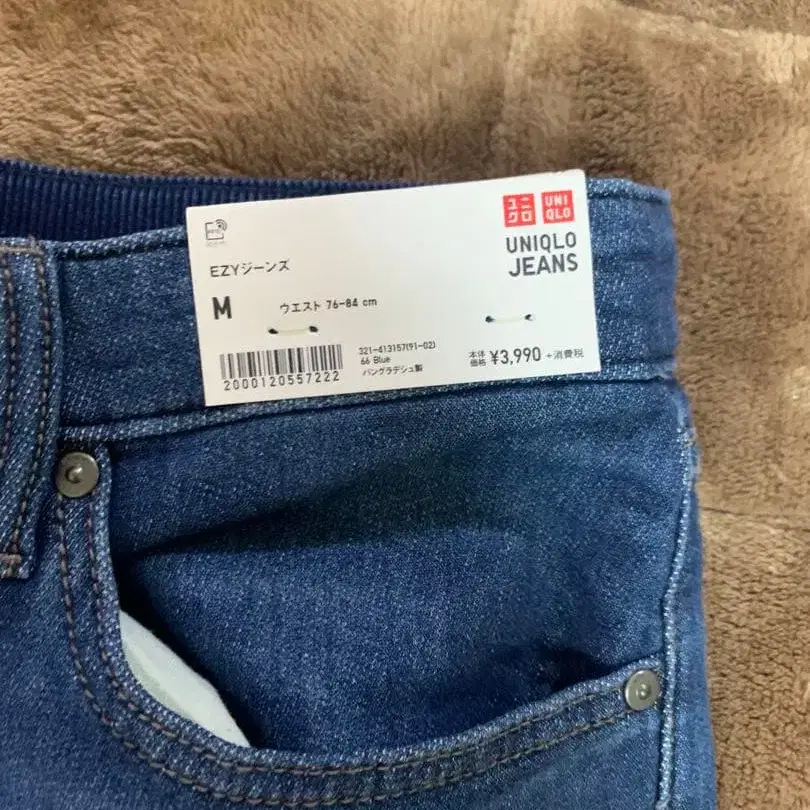 ユニ
クロ
UNI
QLO
UNIQLO
JEANS
EZYジーンズ
M
ウエスト 76-84 cm
321-413157(91-02)
66 Blue
バングラデシュ製
2000120557222
本体
価格 ¥3,990 +消費税